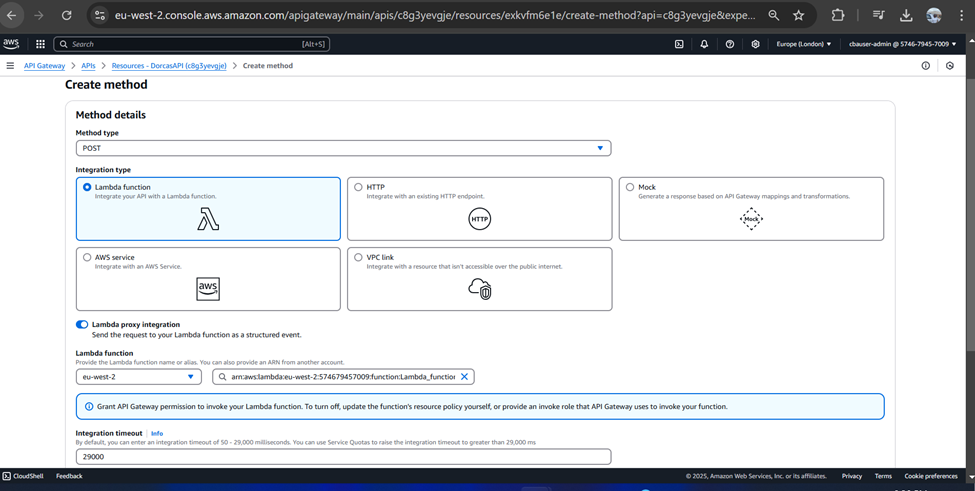 eu-west-2.console.aws.amazon.com/apigateway/main/apis/c8g3yevgje/resources/exkvfm6e1e/create-method?api=c8g3yevgje&expe...
aws
Search [Alt+S]
Europe (London) cbauser-admin @ 5746-7945-7009
API Gateway > APIs > Resources - DorcasAPI (c8g3yevgje) > Create method
Create method
Method details
Method type
POST
Integration type
Lambda function
Integrate your API with a Lambda function.
HTTP
Integrate with an existing HTTP endpoint.
HTTP
Mock
Generate a response based on API Gateway mappings and transformations.
Mock
AWS service
Integrate with an AWS Service.
aws
VPC link
Integrate with a resource that isn't accessible over the public internet.
Lambda proxy integration
Send the request to your Lambda function as a structured event.
Lambda function
Provide the Lambda function name or alias. You can also provide an ARN from another account.
eu-west-2
arn:aws:lambda:eu-west-2:574679457009:function:Lambda_function
Grant API Gateway permission to invoke your Lambda function. To turn off, update the function's resource policy yourself, or provide an invoke role that API Gateway uses to invoke your function.
Integration timeout | Info
By default, you can enter an integration timeout of 50 - 29,000 milliseconds. You can use Service Quotas to raise the integration timeout to greater than 29,000 ms
29000
CloudShell Feedback © 2025, Amazon Web Services, Inc. or its affiliates. Privacy Terms Cookie preferences